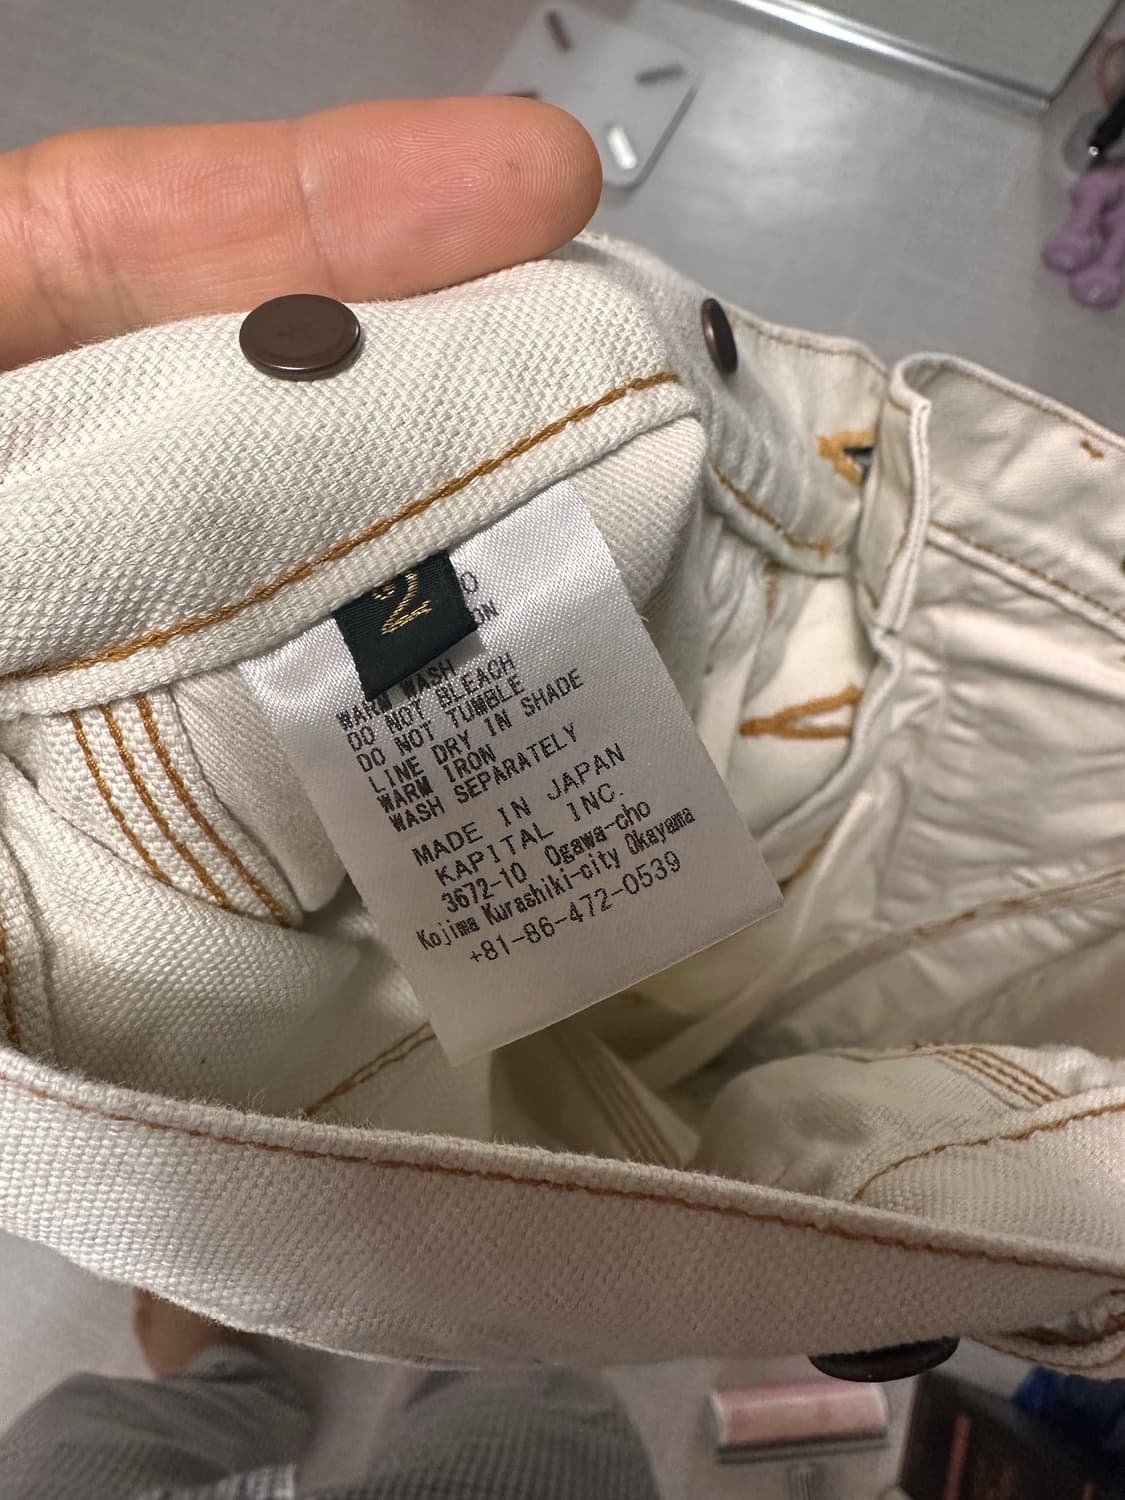 2
WARM WASH
DO NOT BLEACH
DO NOT TUMBLE
LINE DRY IN SHADE
WARM IRON
WASH SEPARATELY
MADE IN JAPAN
KAPITAL INC.
3672-10 Ogawa-cho
Kojima Kurashiki-city Okayama
+81-86-472-0539